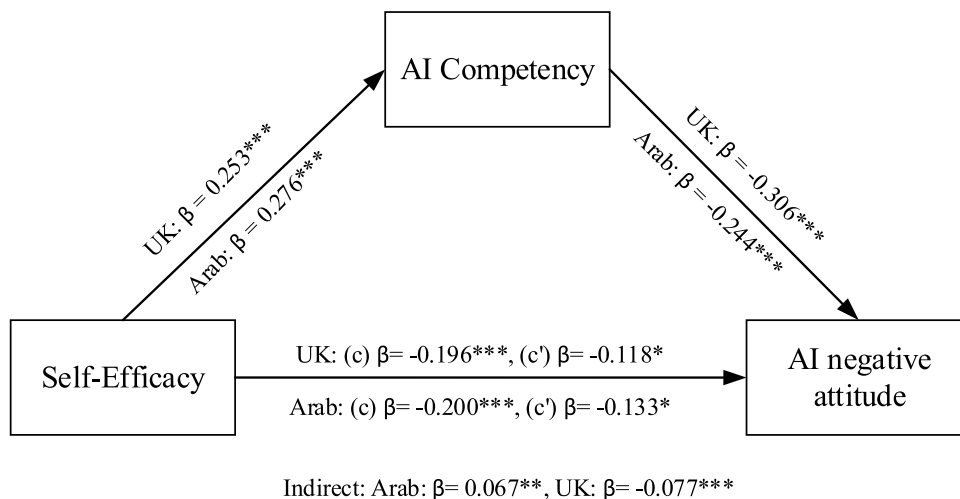 AI Competency
UK: β = 0.253***
Arab: β = 0.276***
UK: β = -0.306***
Arab: β = -0.244***
Self-Efficacy
UK: (c) β= -0.196***, (c') β= -0.118*
Arab: (c) β= -0.200***, (c') β= -0.133*
AI negative
attitude
Indirect: Arab: β= 0.067**, UK: β= -0.077***